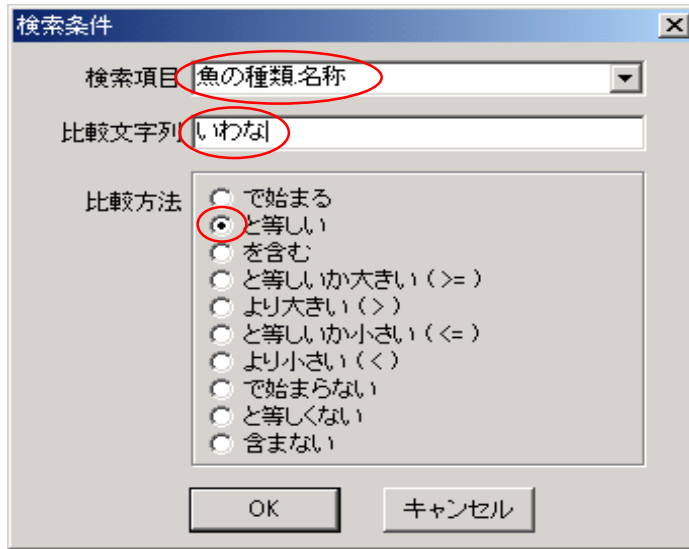 検索条件
検索項目 魚の種類.名称
比較文字列 いわな
比較方法
で始まる
と等しい
を含む
と等しいか大きい(>=)
より大きい(>)
と等しいか小さい(<=)
より小さい(<)
で始まらない
と等しくない
含まない
OK キャンセル